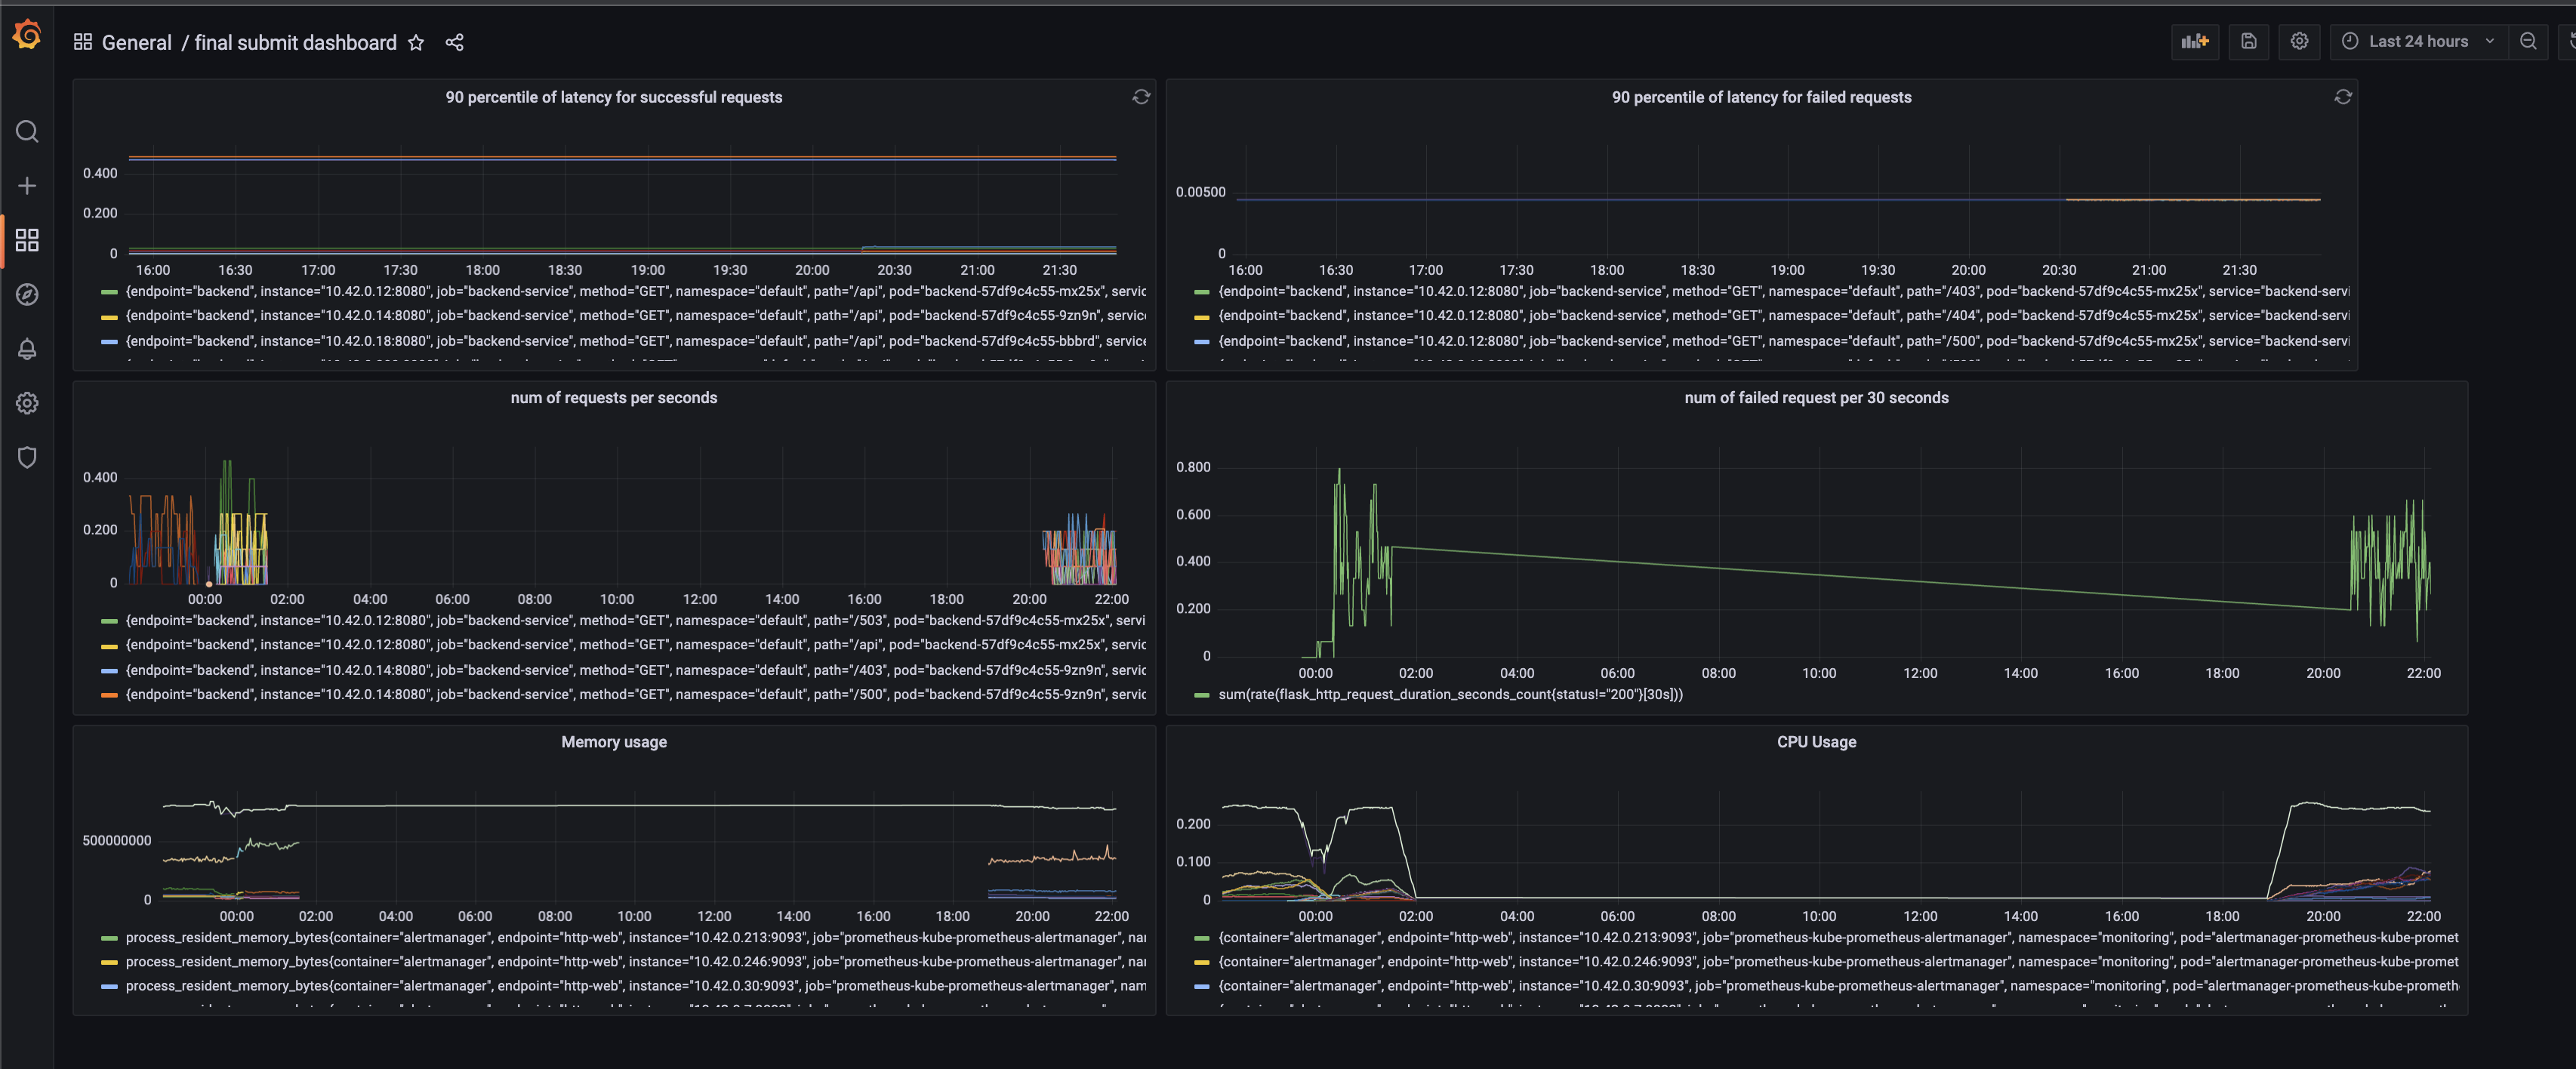 General / final submit dashboard
Last 24 hours
90 percentile of latency for successful requests
0.400
0.200
0
16:00 16:30 17:00 17:30 18:00 18:30 19:00 19:30 20:00 20:30 21:00 21:30
{endpoint="backend", instance="10.42.0.12:8080", job="backend-service", method="GET", namespace="default", path="/api", pod="backend-57df9c4c55-mx25x", servic
{endpoint="backend", instance="10.42.0.14:8080", job="backend-service", method="GET", namespace="default", path="/api", pod="backend-57df9c4c55-9zn9n", service
{endpoint="backend", instance="10.42.0.18:8080", job="backend-service", method="GET", namespace="default", path="/api", pod="backend-57df9c4c55-bbbrd", service
90 percentile of latency for failed requests
0.00500
0
16:00 16:30 17:00 17:30 18:00 18:30 19:00 19:30 20:00 20:30 21:00 21:30
{endpoint="backend", instance="10.42.0.12:8080", job="backend-service", method="GET", namespace="default", path="/403", pod="backend-57df9c4c55-mx25x", service="backend-servi
{endpoint="backend", instance="10.42.0.12:8080", job="backend-service", method="GET", namespace="default", path="/404", pod="backend-57df9c4c55-mx25x", service="backend-servi
{endpoint="backend", instance="10.42.0.12:8080", job="backend-service", method="GET", namespace="default", path="/500", pod="backend-57df9c4c55-mx25x", service="backend-servi
num of requests per seconds
0.400
0.200
0
00:00 02:00 04:00 06:00 08:00 10:00 12:00 14:00 16:00 18:00 20:00 22:00
{endpoint="backend", instance="10.42.0.12:8080", job="backend-service", method="GET", namespace="default", path="/503", pod="backend-57df9c4c55-mx25x", servi
{endpoint="backend", instance="10.42.0.12:8080", job="backend-service", method="GET", namespace="default", path="/api", pod="backend-57df9c4c55-mx25x", servic
{endpoint="backend", instance="10.42.0.14:8080", job="backend-service", method="GET", namespace="default", path="/403", pod="backend-57df9c4c55-9zn9n", servic
{endpoint="backend", instance="10.42.0.14:8080", job="backend-service", method="GET", namespace="default", path="/500", pod="backend-57df9c4c55-9zn9n", servic
num of failed request per 30 seconds
0.800
0.600
0.400
0.200
0
00:00 02:00 04:00 06:00 08:00 10:00 12:00 14:00 16:00 18:00 20:00 22:00
sum(rate(flask_http_request_duration_seconds_count{status!="200"}[30s]))
Memory usage
500000000
0
00:00 02:00 04:00 06:00 08:00 10:00 12:00 14:00 16:00 18:00 20:00 22:00
process_resident_memory_bytes{container="alertmanager", endpoint="http-web", instance="10.42.0.213:9093", job="prometheus-kube-prometheus-alertmanager", nai
process_resident_memory_bytes{container="alertmanager", endpoint="http-web", instance="10.42.0.246:9093", job="prometheus-kube-prometheus-alertmanager", nai
process_resident_memory_bytes{container="alertmanager", endpoint="http-web", instance="10.42.0.30:9093", job="prometheus-kube-prometheus-alertmanager", nam
CPU Usage
0.200
0.100
0
00:00 02:00 04:00 06:00 08:00 10:00 12:00 14:00 16:00 18:00 20:00 22:00
{container="alertmanager", endpoint="http-web", instance="10.42.0.213:9093", job="prometheus-kube-prometheus-alertmanager", namespace="monitoring", pod="alertmanager-prometheus-kube-promet
{container="alertmanager", endpoint="http-web", instance="10.42.0.246:9093", job="prometheus-kube-prometheus-alertmanager", namespace="monitoring", pod="alertmanager-prometheus-kube-promet
{container="alertmanager", endpoint="http-web", instance="10.42.0.30:9093", job="prometheus-kube-prometheus-alertmanager", namespace="monitoring", pod="alertmanager-prometheus-kube-prometh